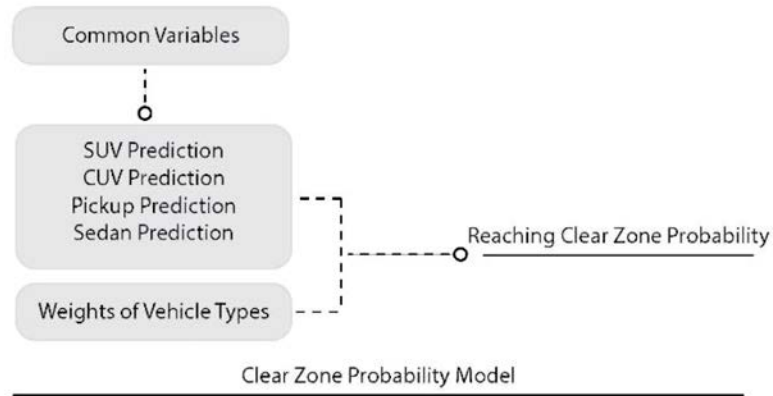 Common Variables
SUV Prediction
CUV Prediction
Pickup Prediction
Sedan Prediction
Reaching Clear Zone Probability
Weights of Vehicle Types
Clear Zone Probability Model